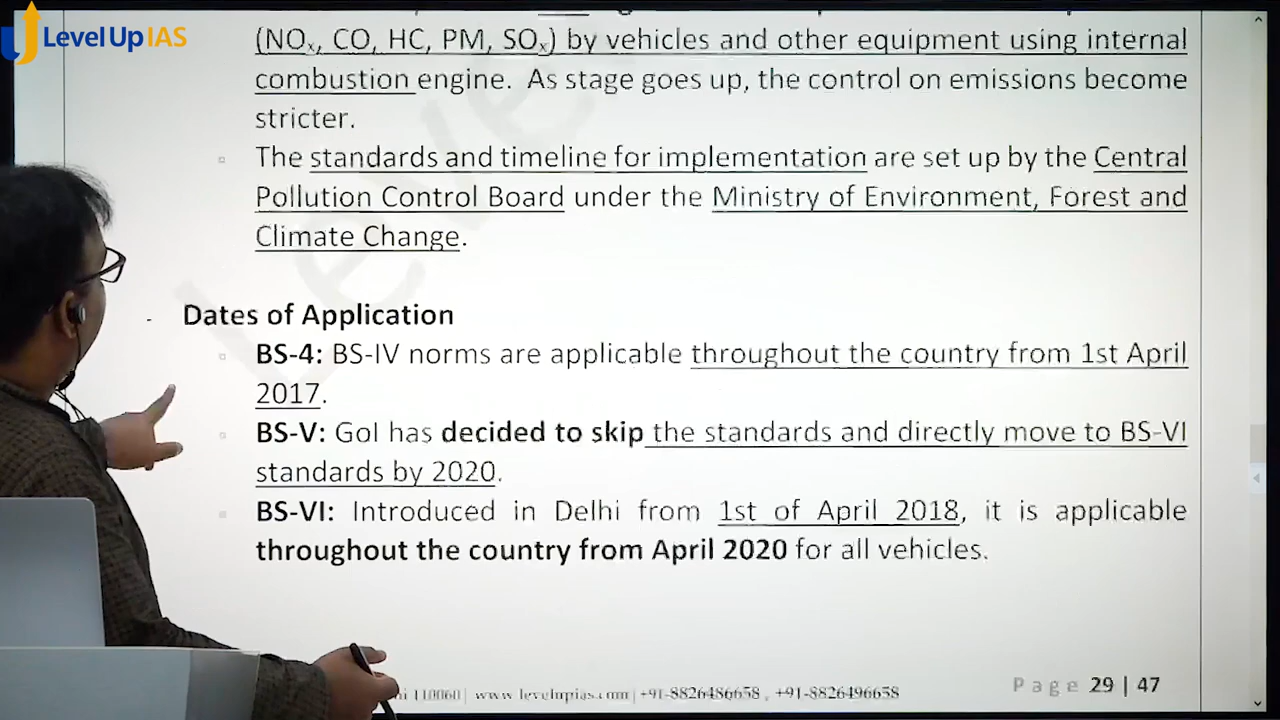 Level Up IAS
(NOₓ, CO, HC, PM, SOₓ) by vehicles and other equipment using internal
combustion engine. As stage goes up, the control on emissions become
stricter.
▫ The standards and timeline for implementation are set up by the Central
Pollution Control Board under the Ministry of Environment, Forest and
Climate Change.
- Dates of Application
▫ BS-4: BS-IV norms are applicable throughout the country from 1st April
2017.
▫ BS-V: GoI has decided to skip the standards and directly move to BS-VI
standards by 2020.
▫ BS-VI: Introduced in Delhi from 1st of April 2018, it is applicable
throughout the country from April 2020 for all vehicles.
110060 | www.levelupias.com | +91-8826486658 , +91-8826496658
Page 29 | 47